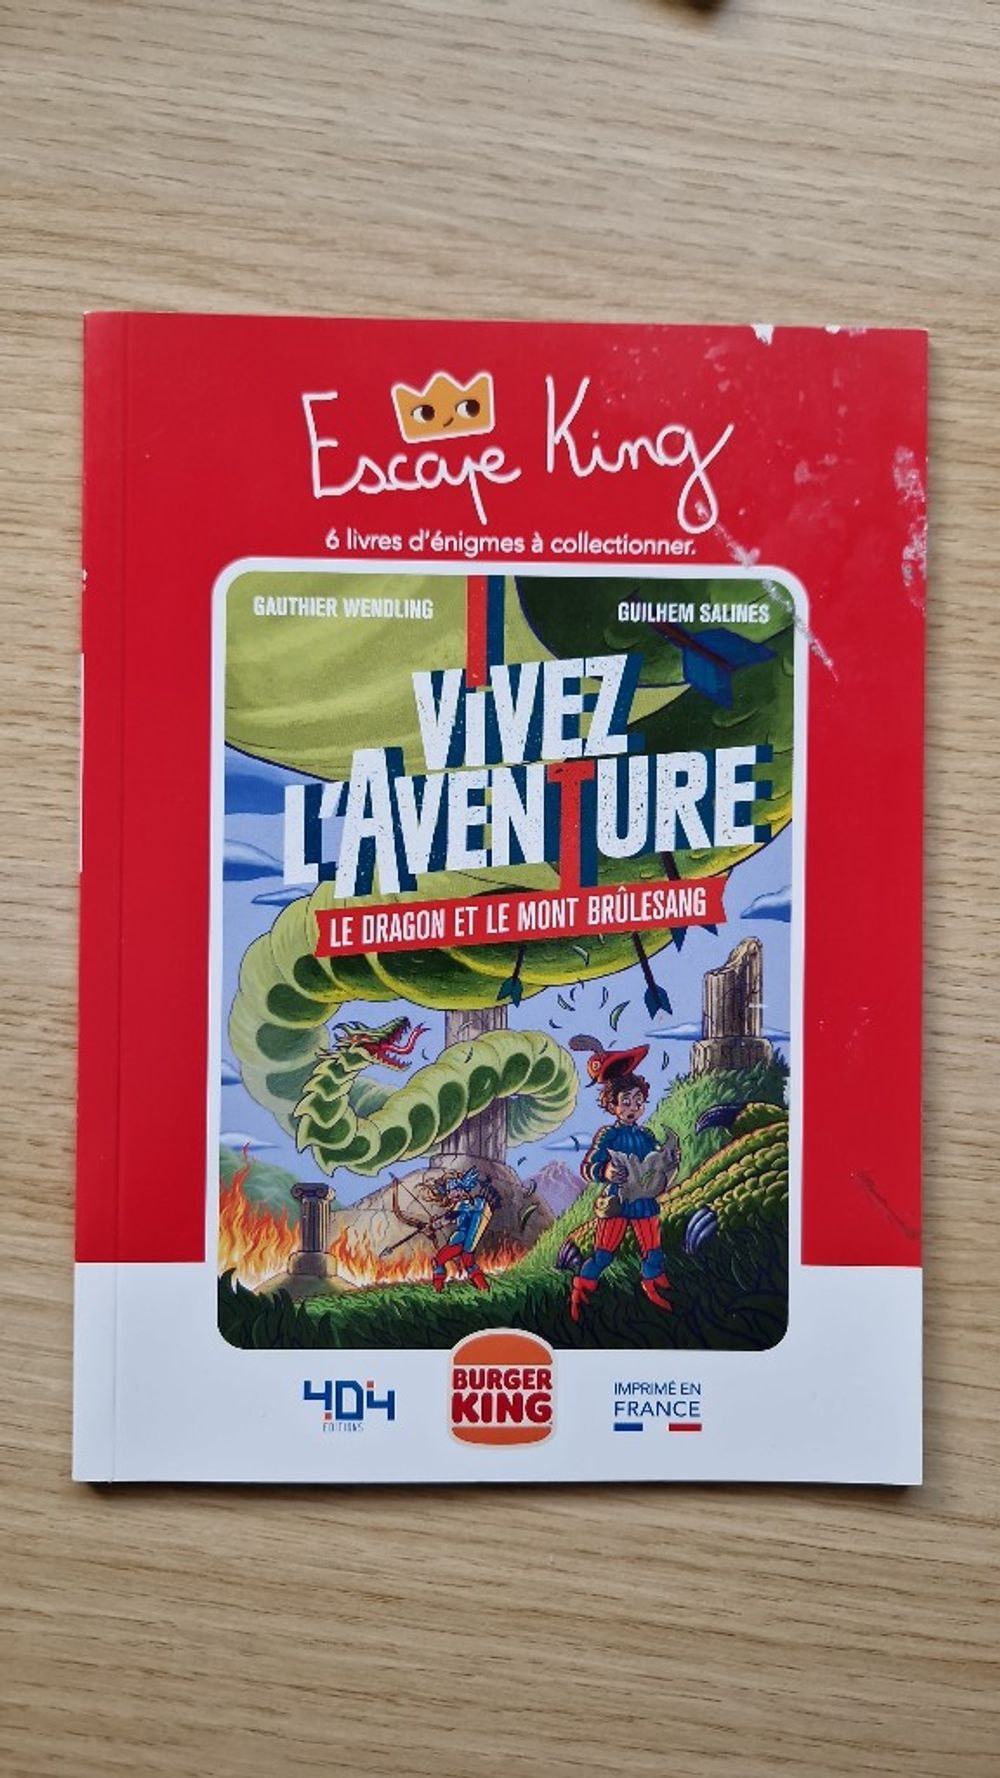 Escape King
6 livres d'énigmes à collectionner.
GAUTHIER WENDLING
GUILHEM SALINES
VIVEZ
L'AVENTURE
LE DRAGON ET LE MONT BRÛLESANG
404
ÉDITIONS
BURGER
KING
IMPRIMÉ EN
FRANCE